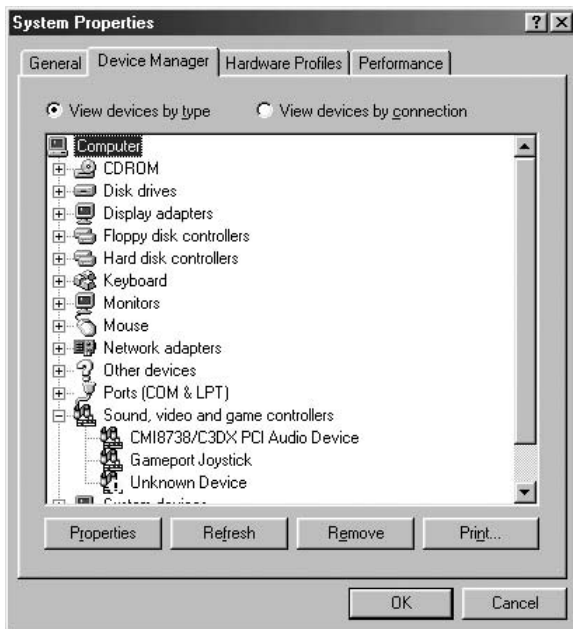 System Properties
General Device Manager Hardware Profiles Performance
View devices by type View devices by connection
Computer
CDROM
Disk drives
Display adapters
Floppy disk controllers
Hard disk controllers
Keyboard
Monitors
Mouse
Network adapters
Other devices
Ports (COM & LPT)
Sound, video and game controllers
CMI8738/C3DX PCI Audio Device
Gameport Joystick
Unknown Device
System devices
Properties Refresh Remove Print...
OK Cancel